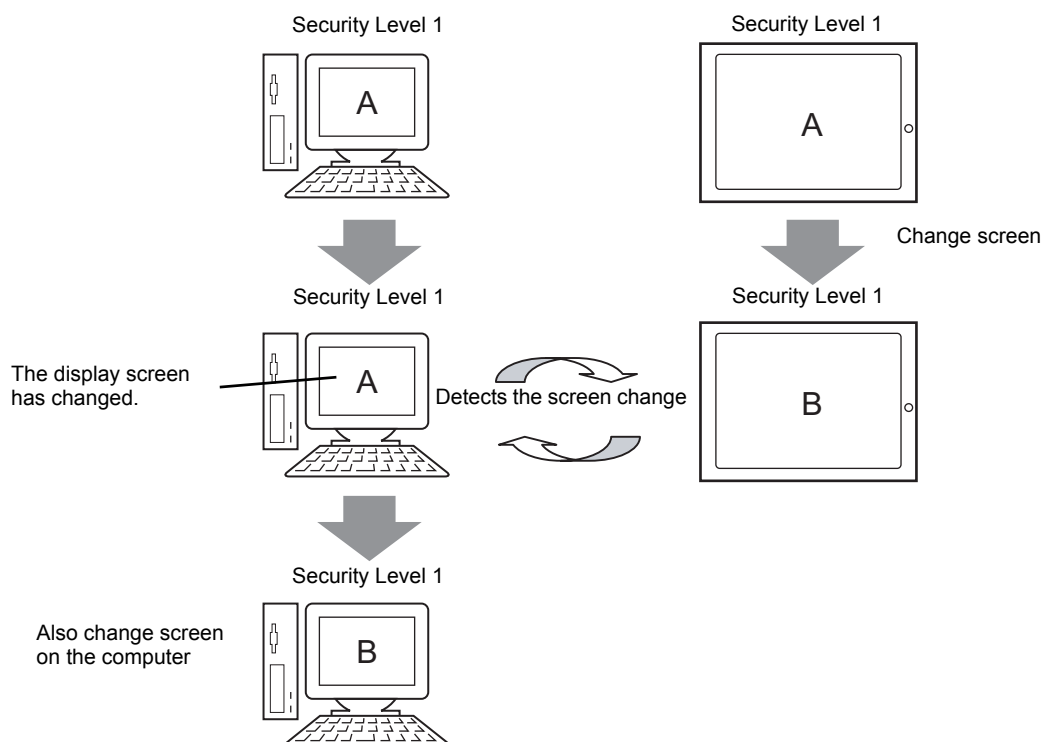 Security Level 1
Security Level 1
A
A
Change screen
Security Level 1
Security Level 1
The display screen
has changed.
A
Detects the screen change
B
Security Level 1
Also change screen
on the computer
B